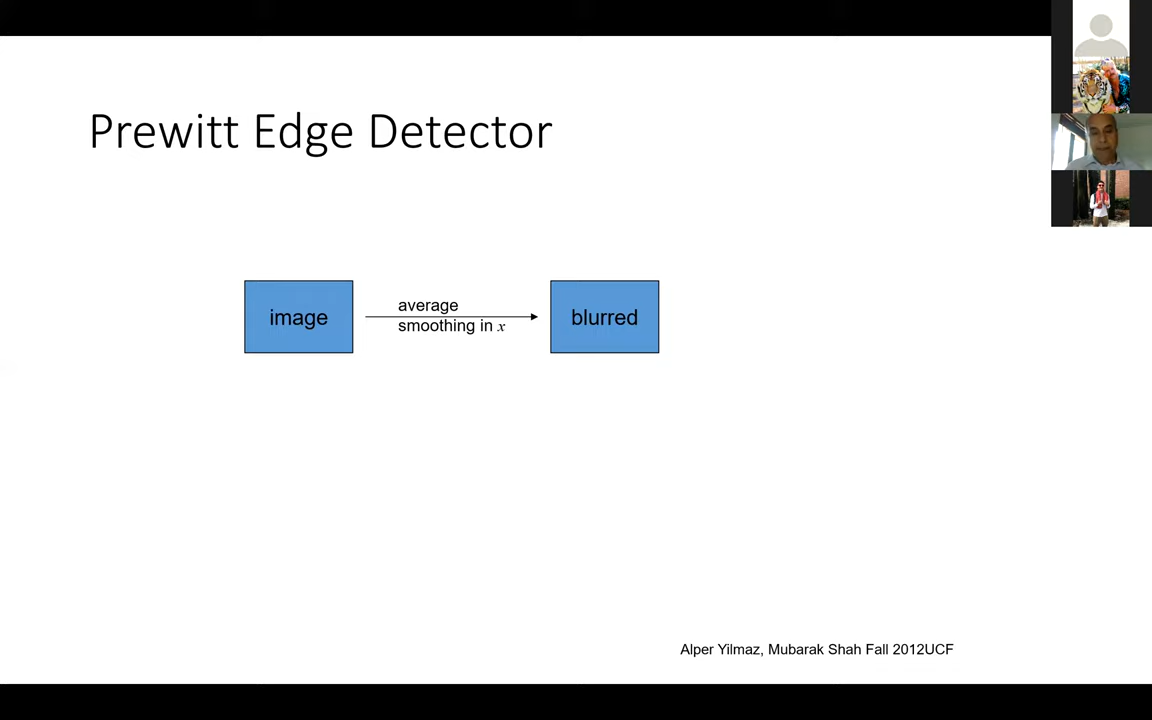 Prewitt Edge Detector
image
average
smoothing in x
blurred
Alper Yilmaz, Mubarak Shah Fall 2012UCF